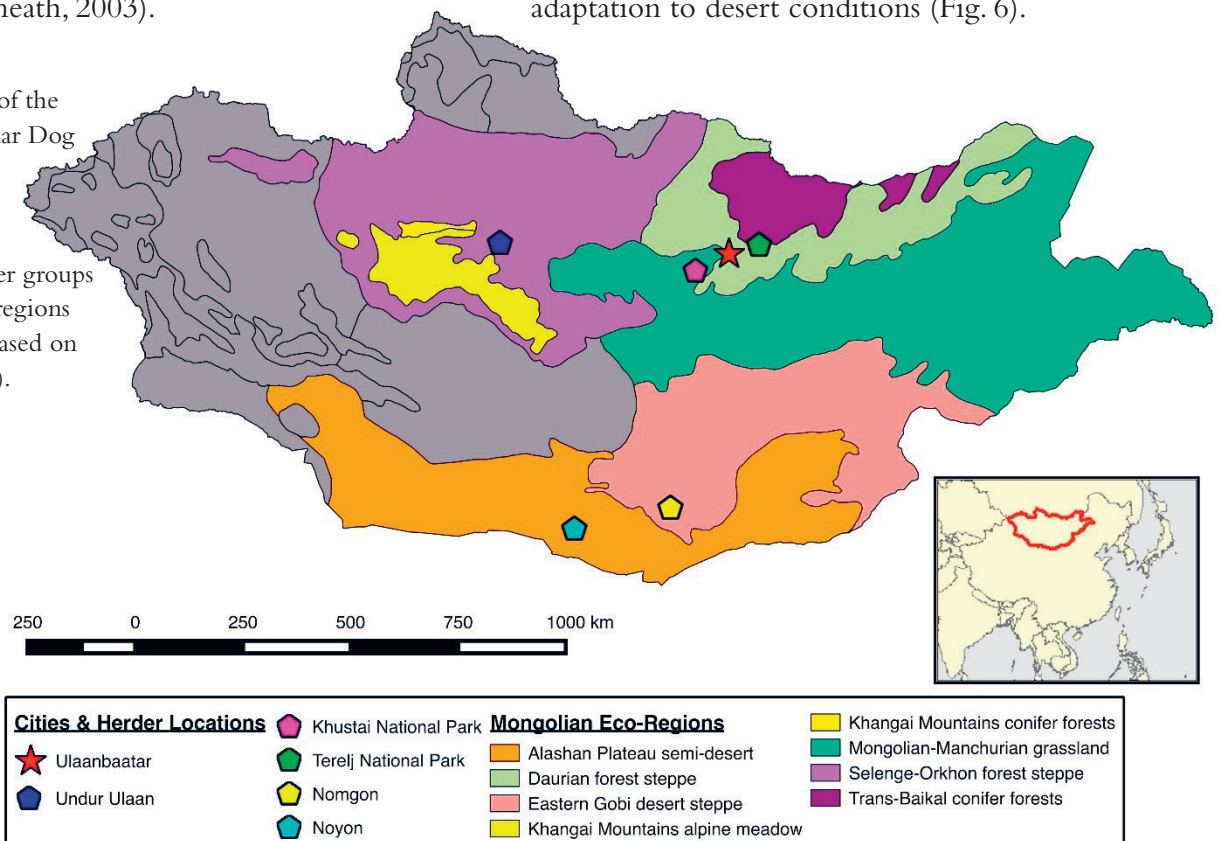 neath, 2003).
adaptation to desert conditions (Fig. 6).
of the
ar Dog
er groups
regions
ased on
).
250 0 250 500 750 1000 km
Cities & Herder Locations
Ulaanbaatar
Undur Ulaan
Khustai National Park
Terelj National Park
Nomgon
Noyon
Mongolian Eco-Regions
Alashan Plateau semi-desert
Daurian forest steppe
Eastern Gobi desert steppe
Khangai Mountains alpine meadow
Khangai Mountains conifer forests
Mongolian-Manchurian grassland
Selenge-Orkhon forest steppe
Trans-Baikal conifer forests